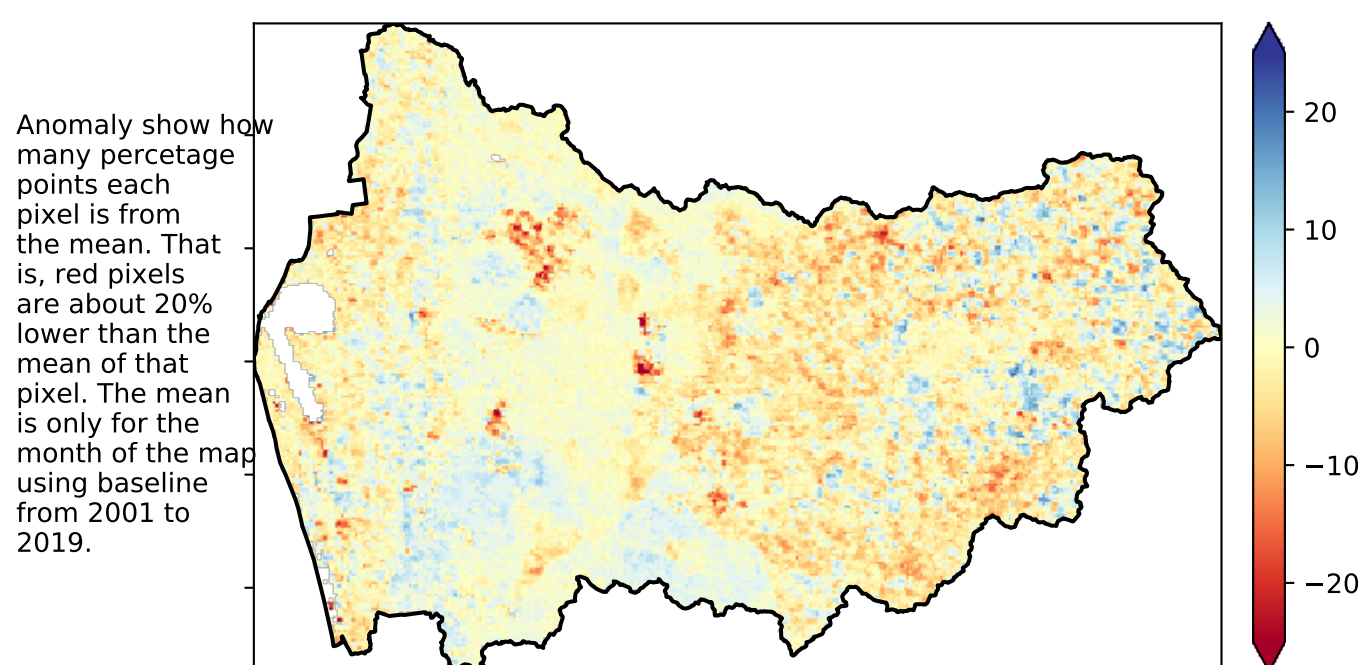 Anomaly show how
many percetage
points each
pixel is from
the mean. That
is, red pixels
are about 20%
lower than the
mean of that
pixel. The mean
is only for the
month of the map
using baseline
from 2001 to
2019.
20
10
0
−10
−20